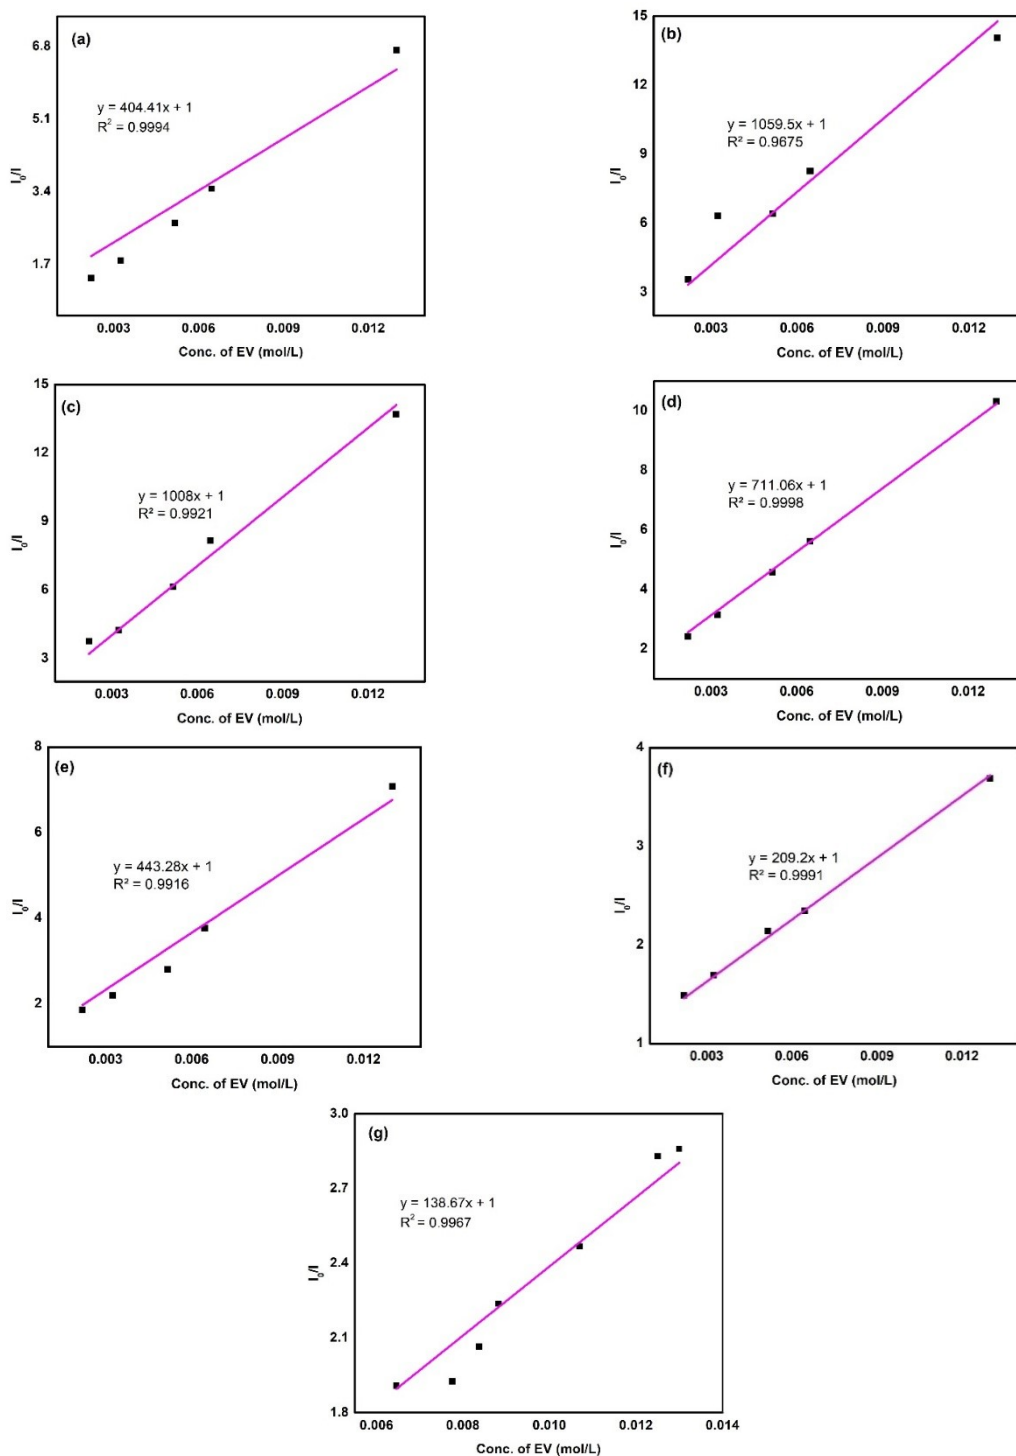 (a)
y = 404.41x + 1
R² = 0.9994
6.8
5.1
3.4
1.7
I₀/I
0.003 0.006 0.009 0.012
Conc. of EV (mol/L)
(b)
y = 1059.5x + 1
R² = 0.9675
15
12
9
6
3
I₀/I
0.003 0.006 0.009 0.012
Conc. of EV (mol/L)
(c)
y = 1008x + 1
R² = 0.9921
15
12
9
6
3
I₀/I
0.003 0.006 0.009 0.012
Conc. of EV (mol/L)
(d)
y = 711.06x + 1
R² = 0.9998
10
8
6
4
2
I₀/I
0.003 0.006 0.009 0.012
Conc. of EV (mol/L)
(e)
y = 443.28x + 1
R² = 0.9916
8
6
4
2
I₀/I
0.003 0.006 0.009 0.012
Conc. of EV (mol/L)
(f)
y = 209.2x + 1
R² = 0.9991
4
3
2
1
I₀/I
0.003 0.006 0.009 0.012
Conc. of EV (mol/L)
(g)
y = 138.67x + 1
R² = 0.9967
3.0
2.7
2.4
2.1
1.8
I₀/I
0.006 0.008 0.010 0.012 0.014
Conc. of EV (mol/L)